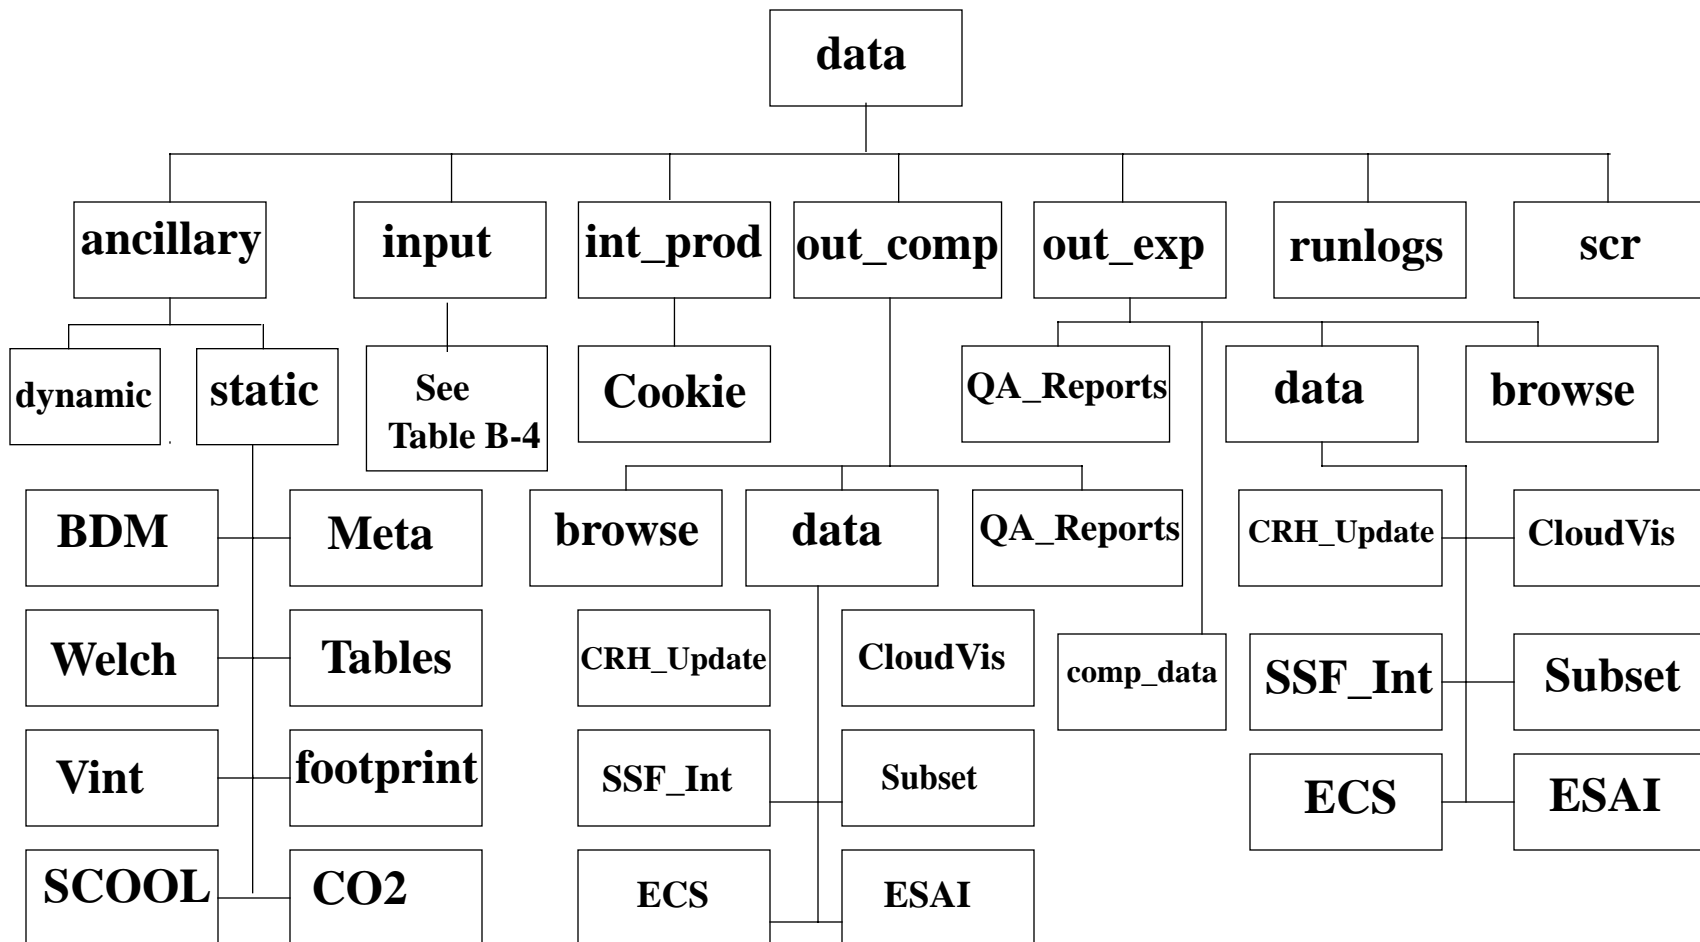 data
ancillary
input
int_prod
out_comp
out_exp
runlogs
scr
dynamic
static
See
Table B-4
Cookie
QA_Reports
data
browse
BDM
Meta
browse
data
QA_Reports
CRH_Update
CloudVis
Welch
Tables
CRH_Update
CloudVis
comp_data
SSF_Int
Subset
Vint
footprint
SSF_Int
Subset
ECS
ESAI
SCOOL
CO2
ECS
ESAI